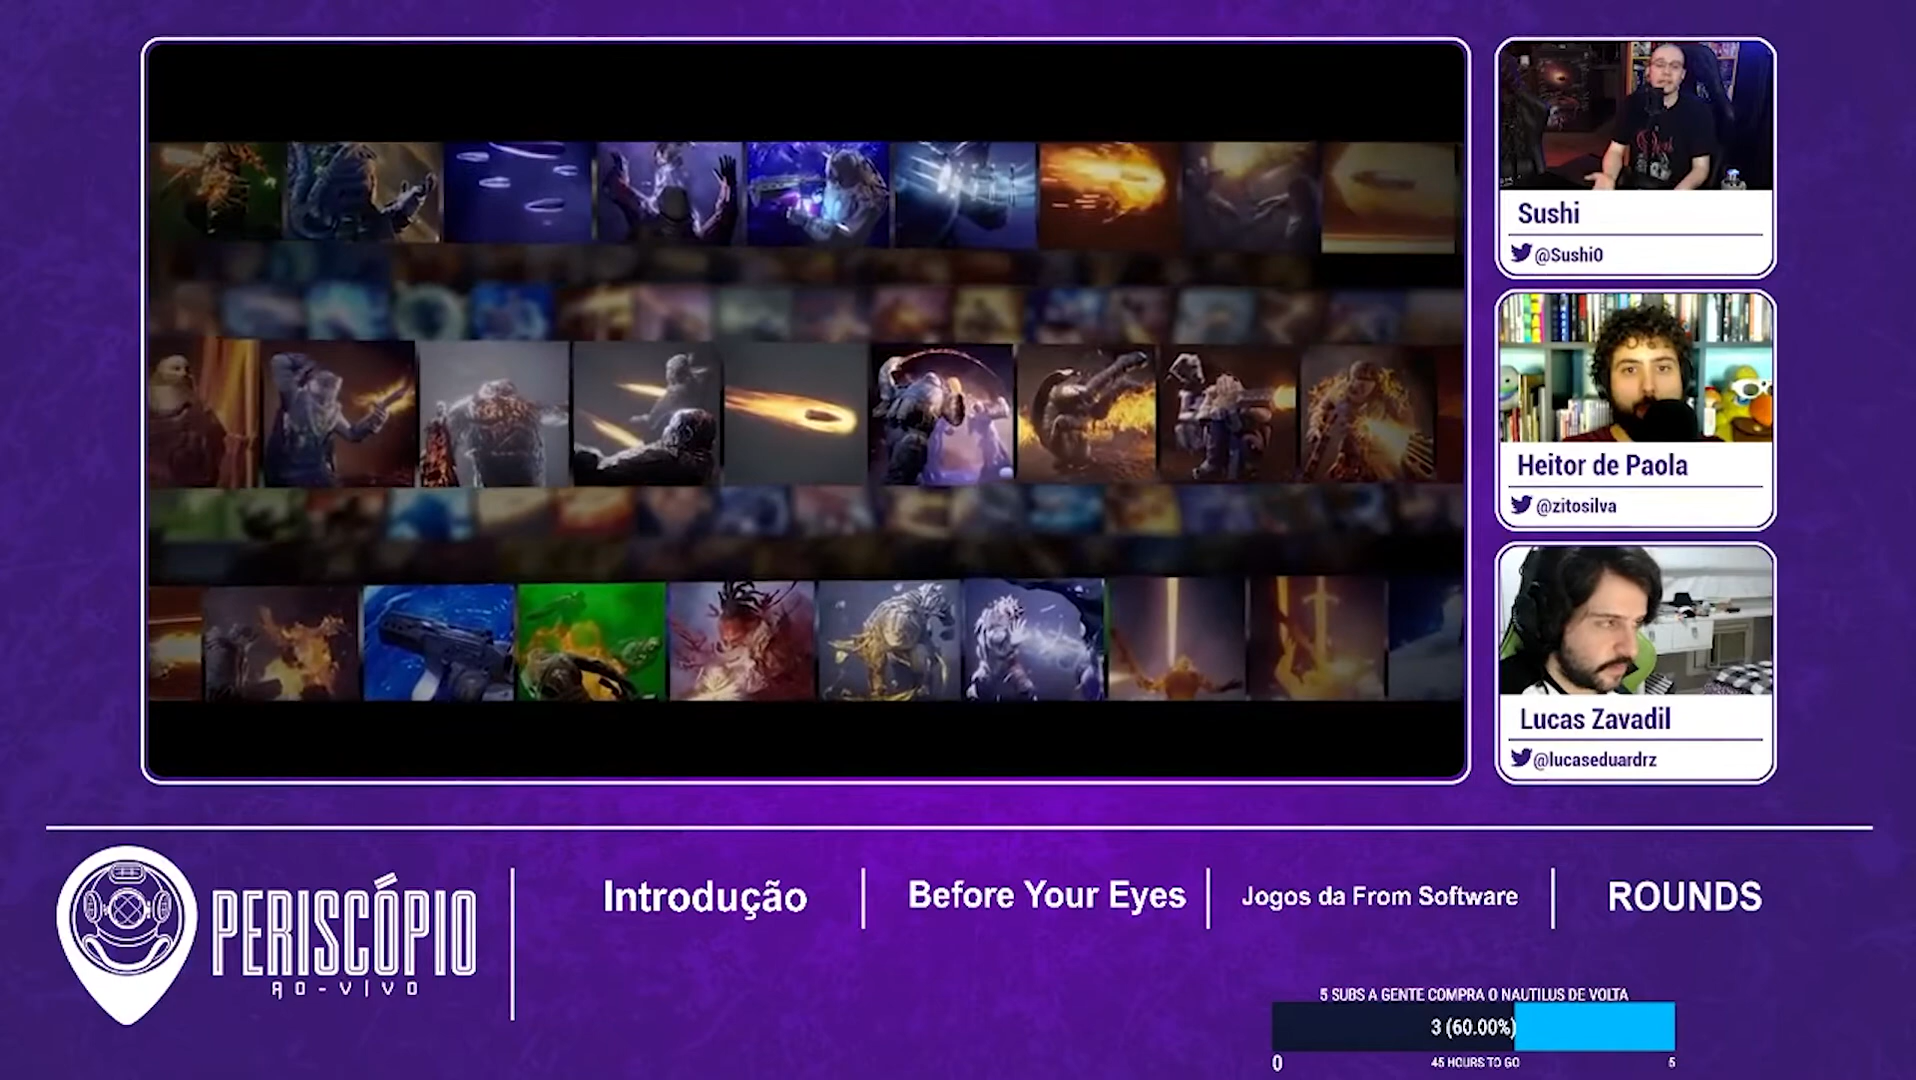 Sushi
@Sushi0
Heitor de Paola
@zitosilva
Lucas Zavadil
@lucaseduardrz
PERISCÓPIO
AO-VIVO
Introdução
Before Your Eyes
Jogos da From Software
ROUNDS
5 SUBS A GENTE COMPRA O NAUTILUS DE VOLTA
3 (60.00%)
0
45 HOURS TO GO
5